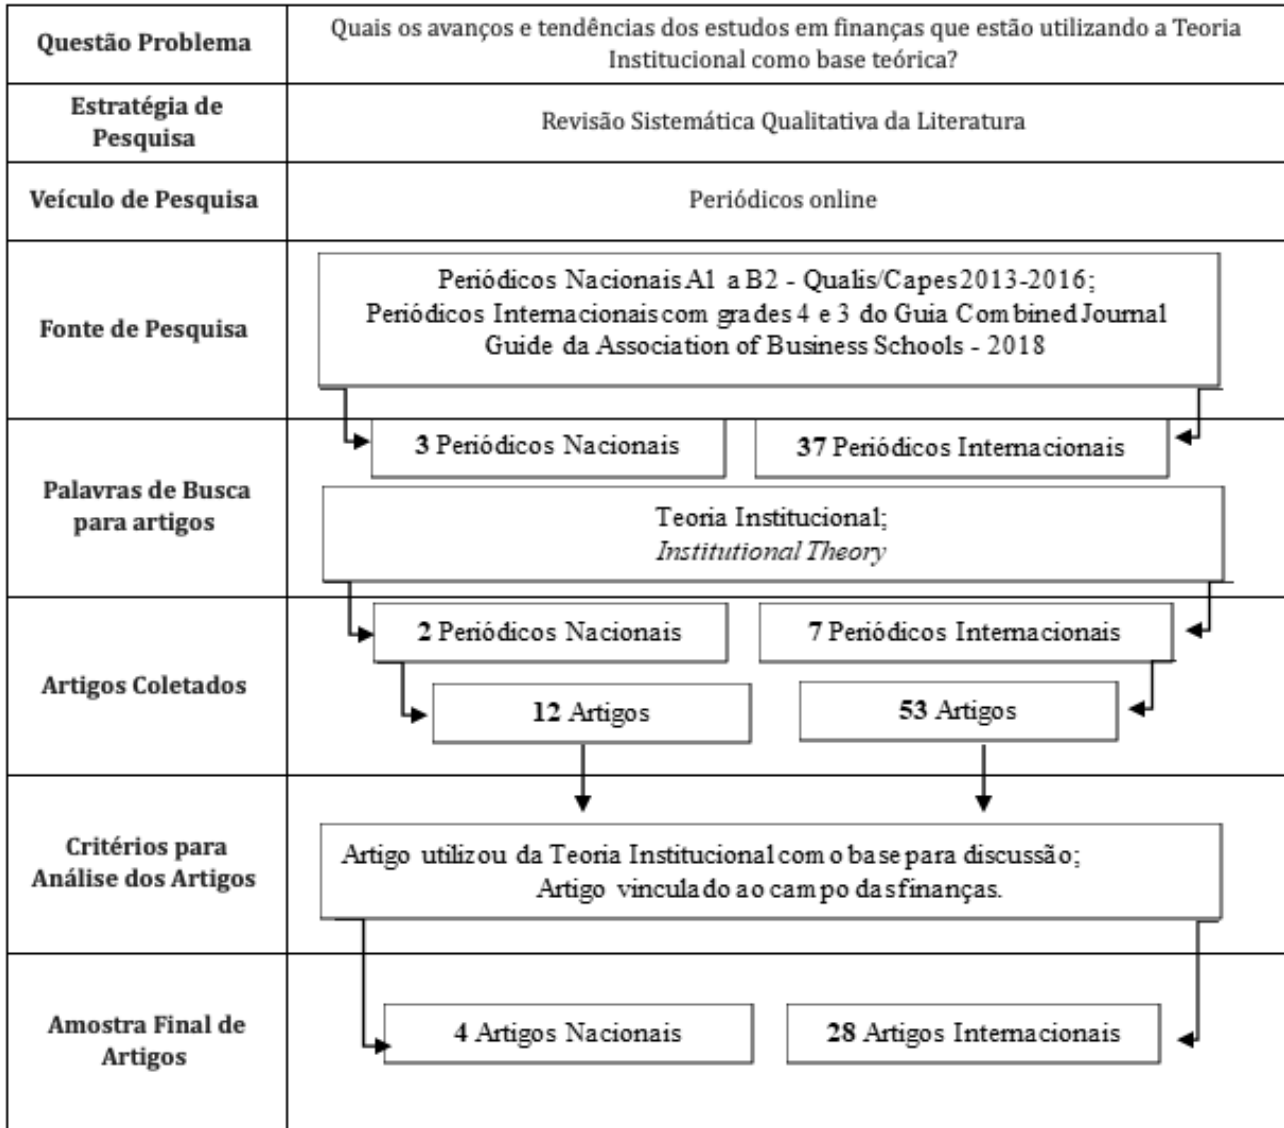 Questão Problema
Quais os avanços e tendências dos estudos em finanças que estão utilizando a Teoria
Institucional como base teórica?
Estratégia de
Pesquisa
Revisão Sistemática Qualitativa da Literatura
Veículo de Pesquisa
Periódicos online
Fonte de Pesquisa
Periódicos Nacionais A1 a B2 - Qualis/Capes 2013-2016;
Periódicos Internacionais com grades 4 e 3 do Guia Combined Journal
Guide da Association of Business Schools - 2018
3 Periódicos Nacionais
37 Periódicos Internacionais
Palavras de Busca
para artigos
Teoria Institucional;
Institutional Theory
2 Periódicos Nacionais
7 Periódicos Internacionais
Artigos Coletados
12 Artigos
53 Artigos
Critérios para
Análise dos Artigos
Artigo utilizou da Teoria Institucional como base para discussão;
Artigo vinculado ao campo das finanças.
Amostra Final de
Artigos
4 Artigos Nacionais
28 Artigos Internacionais